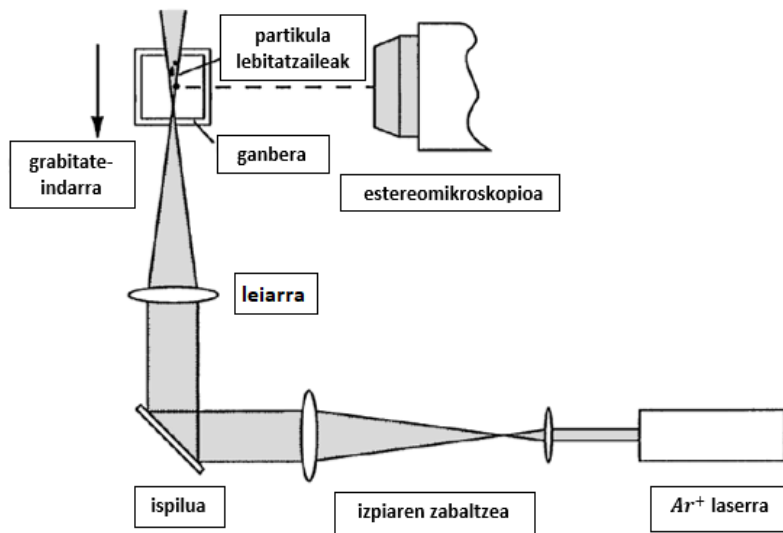 partikula
lebitatzaileak
grabitate-
indarra
ganbera
estereomikroskopioa
leiarra
ispilua
izpiaren zabaltzea
Ar⁺ laserra